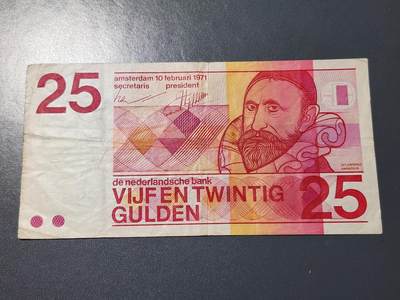 25
amsterdam 10 februari 1971
secretaris president
de nederlandsche bank
VIJF EN TWINTIG
GULDEN
25